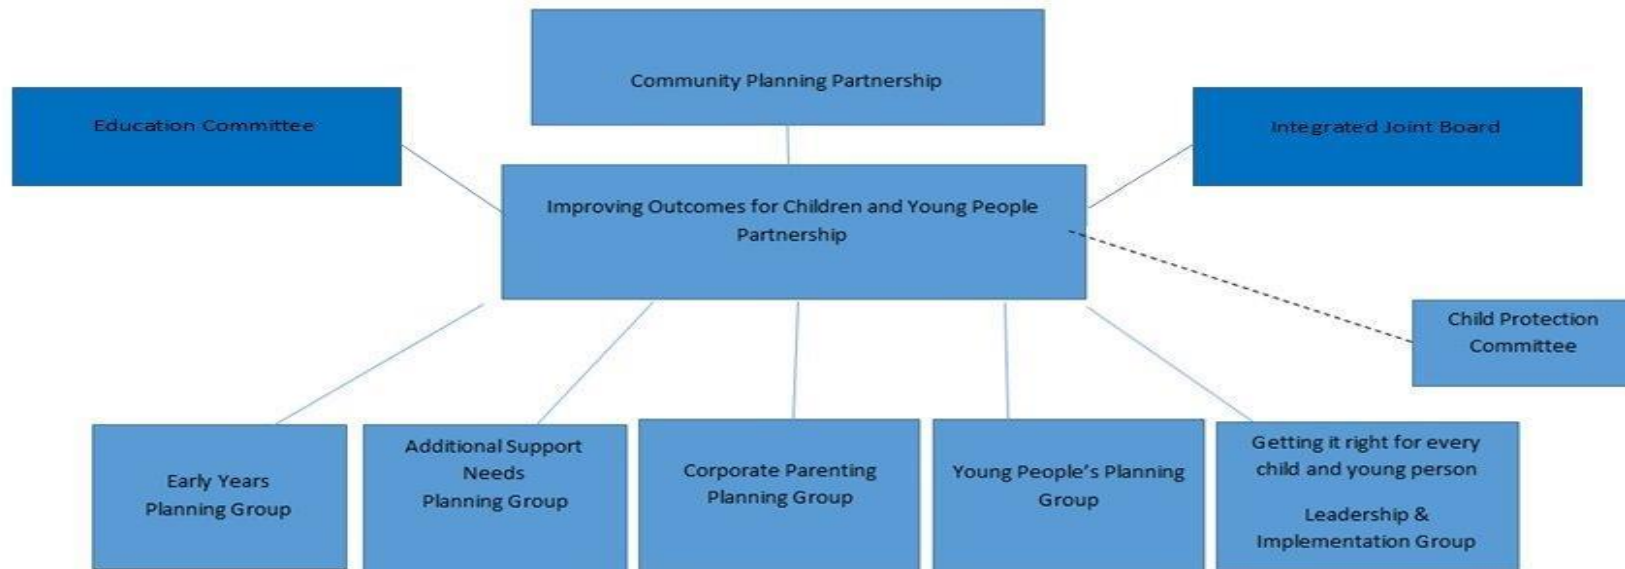 Community Planning Partnership
Education Committee
Integrated Joint Board
Improving Outcomes for Children and Young People
Partnership
Child Protection
Committee
Early Years
Planning Group
Additional Support
Needs
Planning Group
Corporate Parenting
Planning Group
Young People’s Planning
Group
Getting it right for every
child and young person
Leadership &
Implementation Group